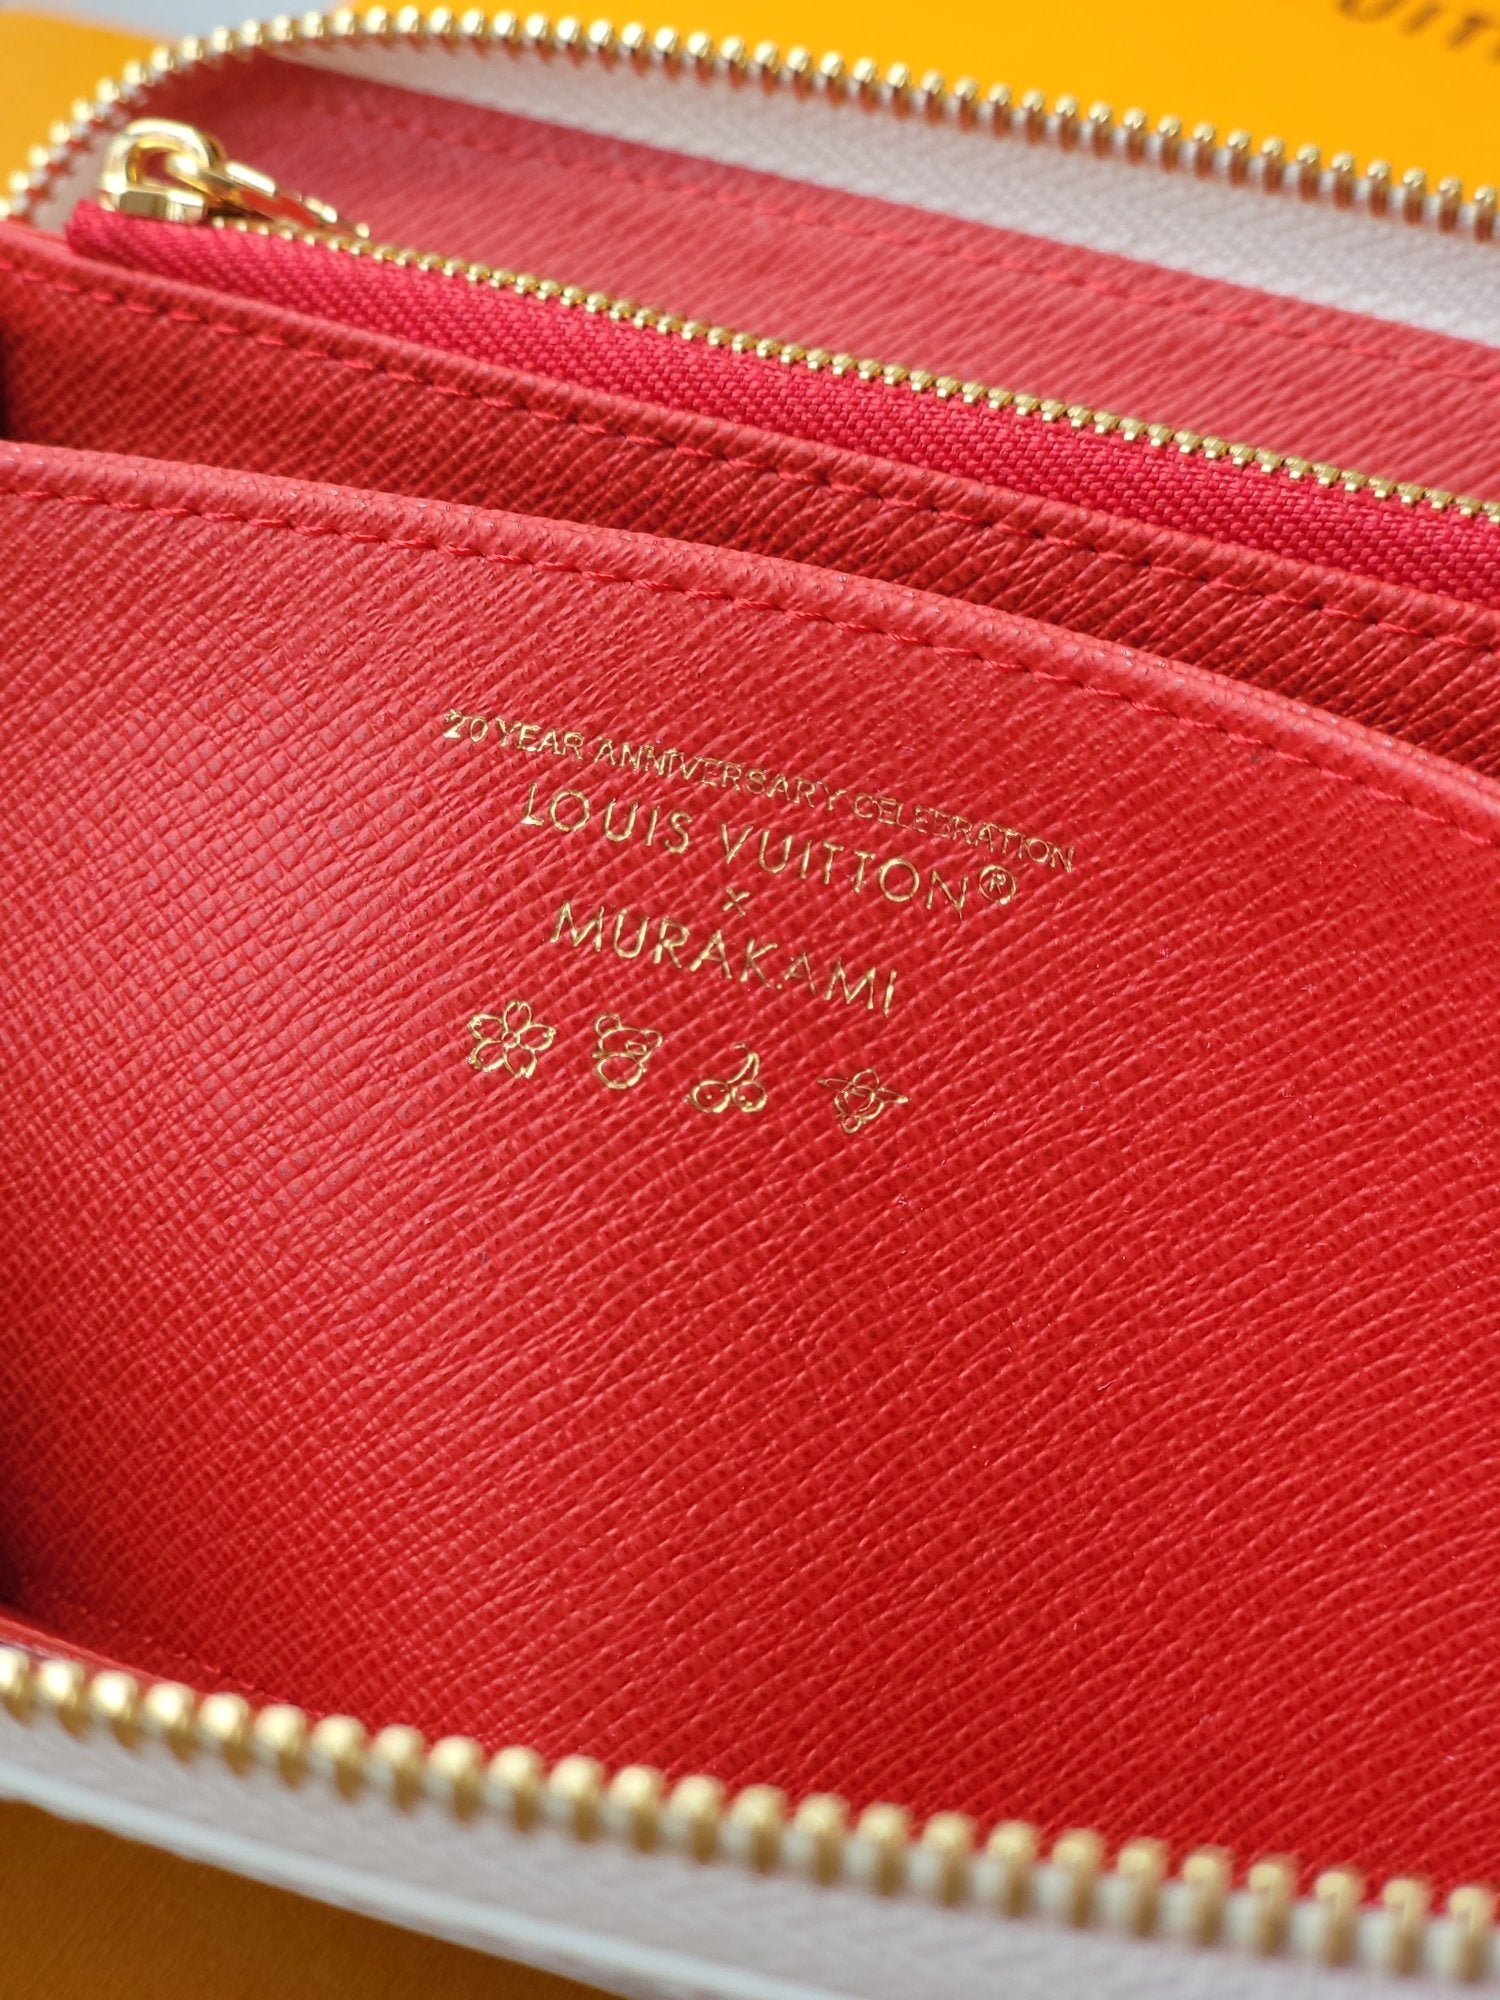 20 YEAR ANNIVERSARY CELEBRATION
LOUIS VUITTON®
×
MURAKAMI